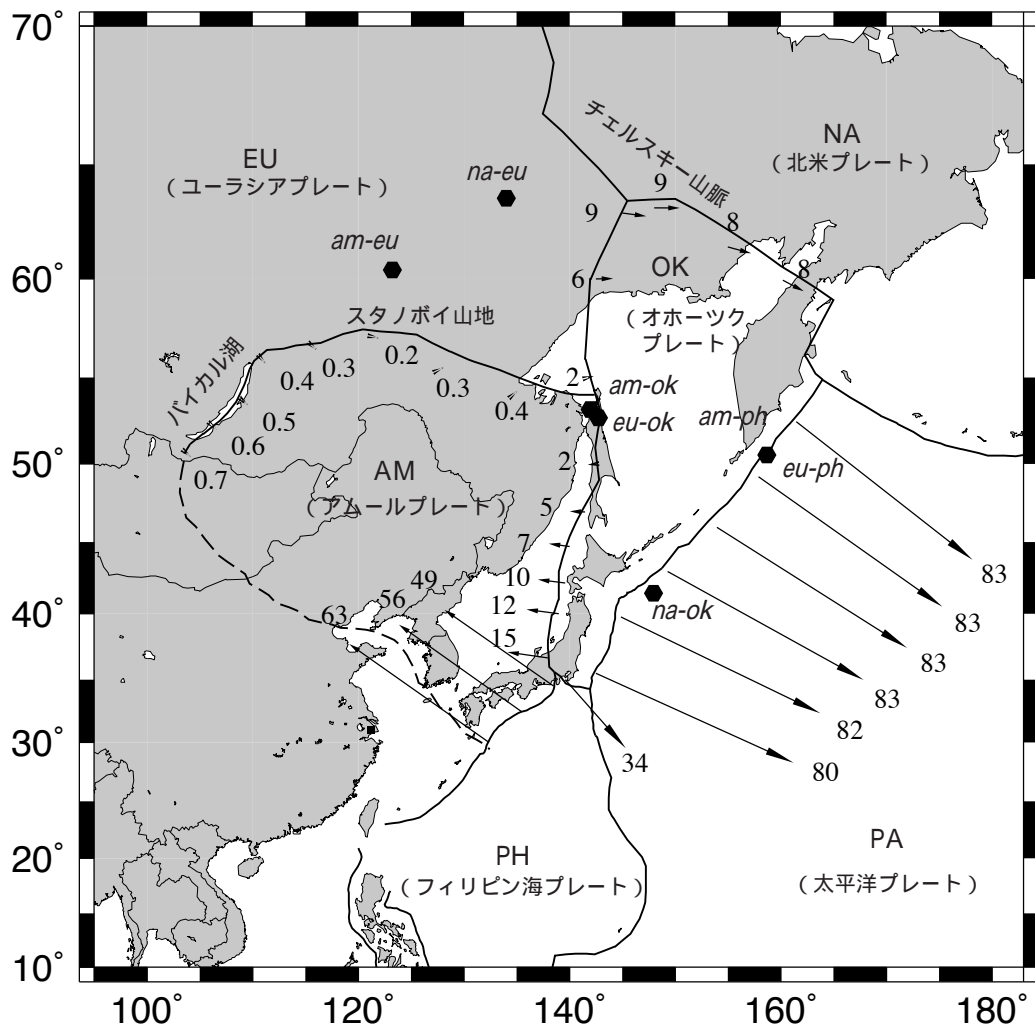 70°
チェルスキー山脈
NA
(北米プレート)
EU
(ユーラシアプレート)
na-eu
9
9
8
am-eu
OK
8
6
60°
スタノボイ山地
(オホーツク
プレート)
バイカル湖
0.2
0.3
0.4
0.3
2
am-ok
0.4
0.5
eu-ok
am-ph
0.6
0.7
AM
(アムールプレート)
2
eu-ph
50°
5
7
10
83
49
56
12
na-ok
83
63
40°
15
83
83
82
34
80
30°
PA
(太平洋プレート)
PH
(フィリピン海プレート)
20°
10°
100°
120°
140°
160°
180°